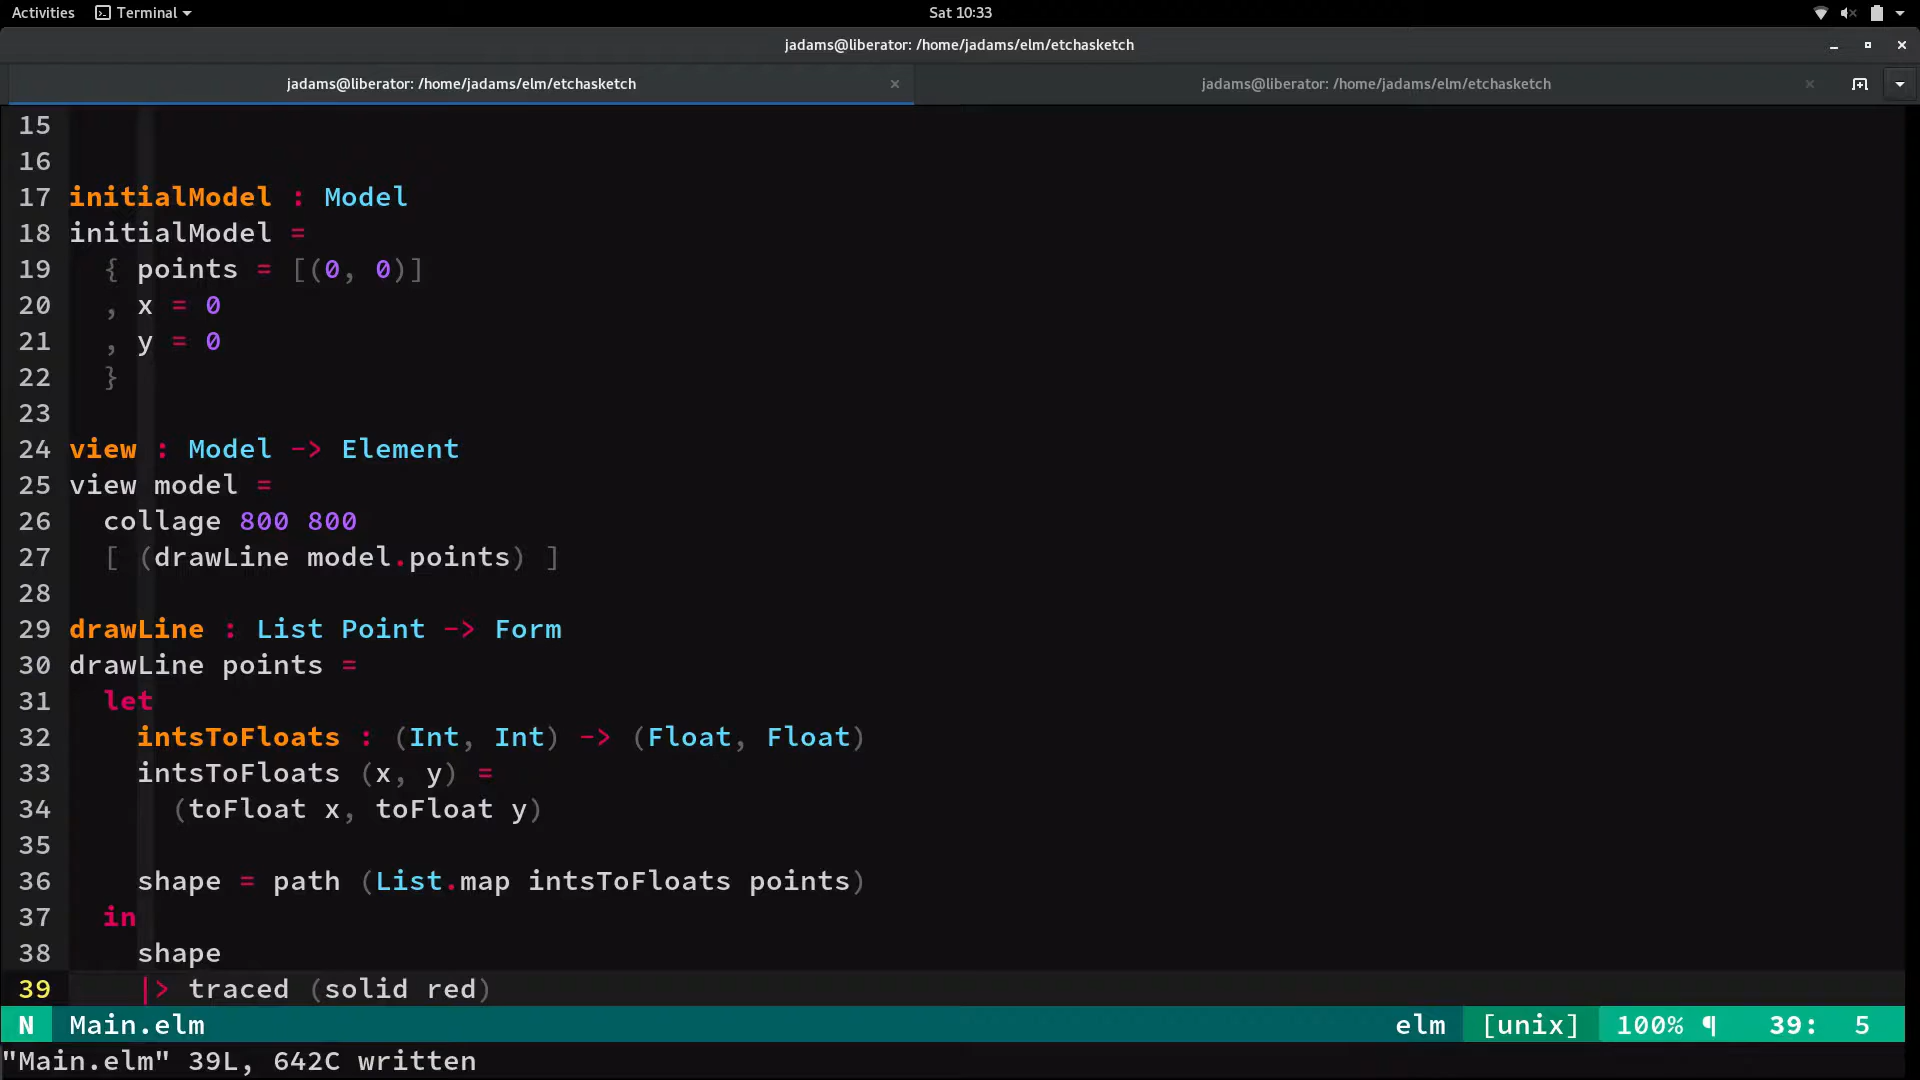 Activities Terminal Sat 10:33
jadams@liberator: /home/jadams/elm/etchasketch
jadams@liberator: /home/jadams/elm/etchasketch jadams@liberator: /home/jadams/elm/etchasketch
15
16
17 initialModel : Model
18 initialModel =
19   { points = [(0, 0)]
20   , x = 0
21   , y = 0
22   }
23
24 view : Model -> Element
25 view model =
26   collage 800 800
27   [ (drawLine model.points) ]
28
29 drawLine : List Point -> Form
30 drawLine points =
31   let
32     intsToFloats : (Int, Int) -> (Float, Float)
33     intsToFloats (x, y) =
34       (toFloat x, toFloat y)
35
36     shape = path (List.map intsToFloats points)
37   in
38     shape
39     |> traced (solid red)
N Main.elm elm [unix] 100% ¶ 39: 5
"Main.elm" 39L, 642C written